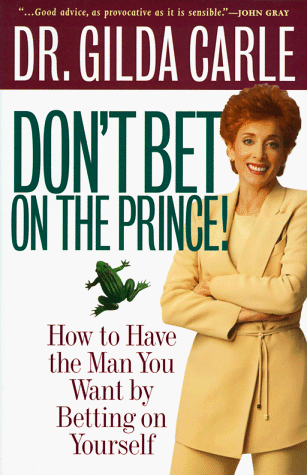 "...Good advice, as provocative as it is sensible."—JOHN GRAY
DR. GILDA CARLE
DON'T BET
ON THE PRINCE!
How to Have
the Man You
Want by
Betting on
Yourself